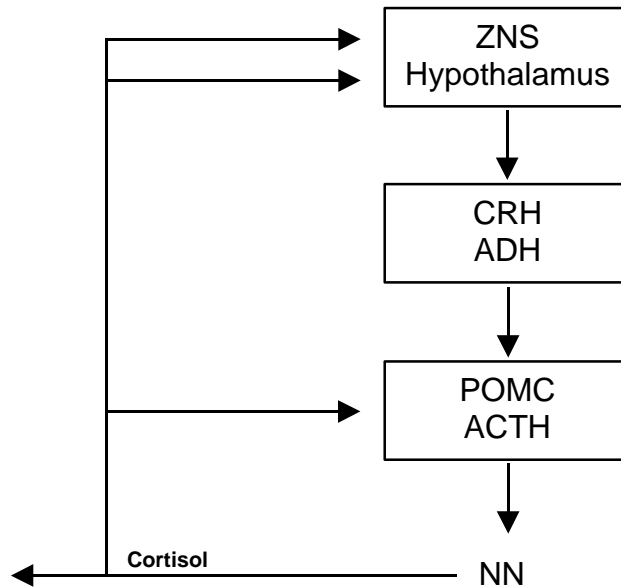 ZNS
Hypothalamus
CRH
ADH
POMC
ACTH
Cortisol
NN